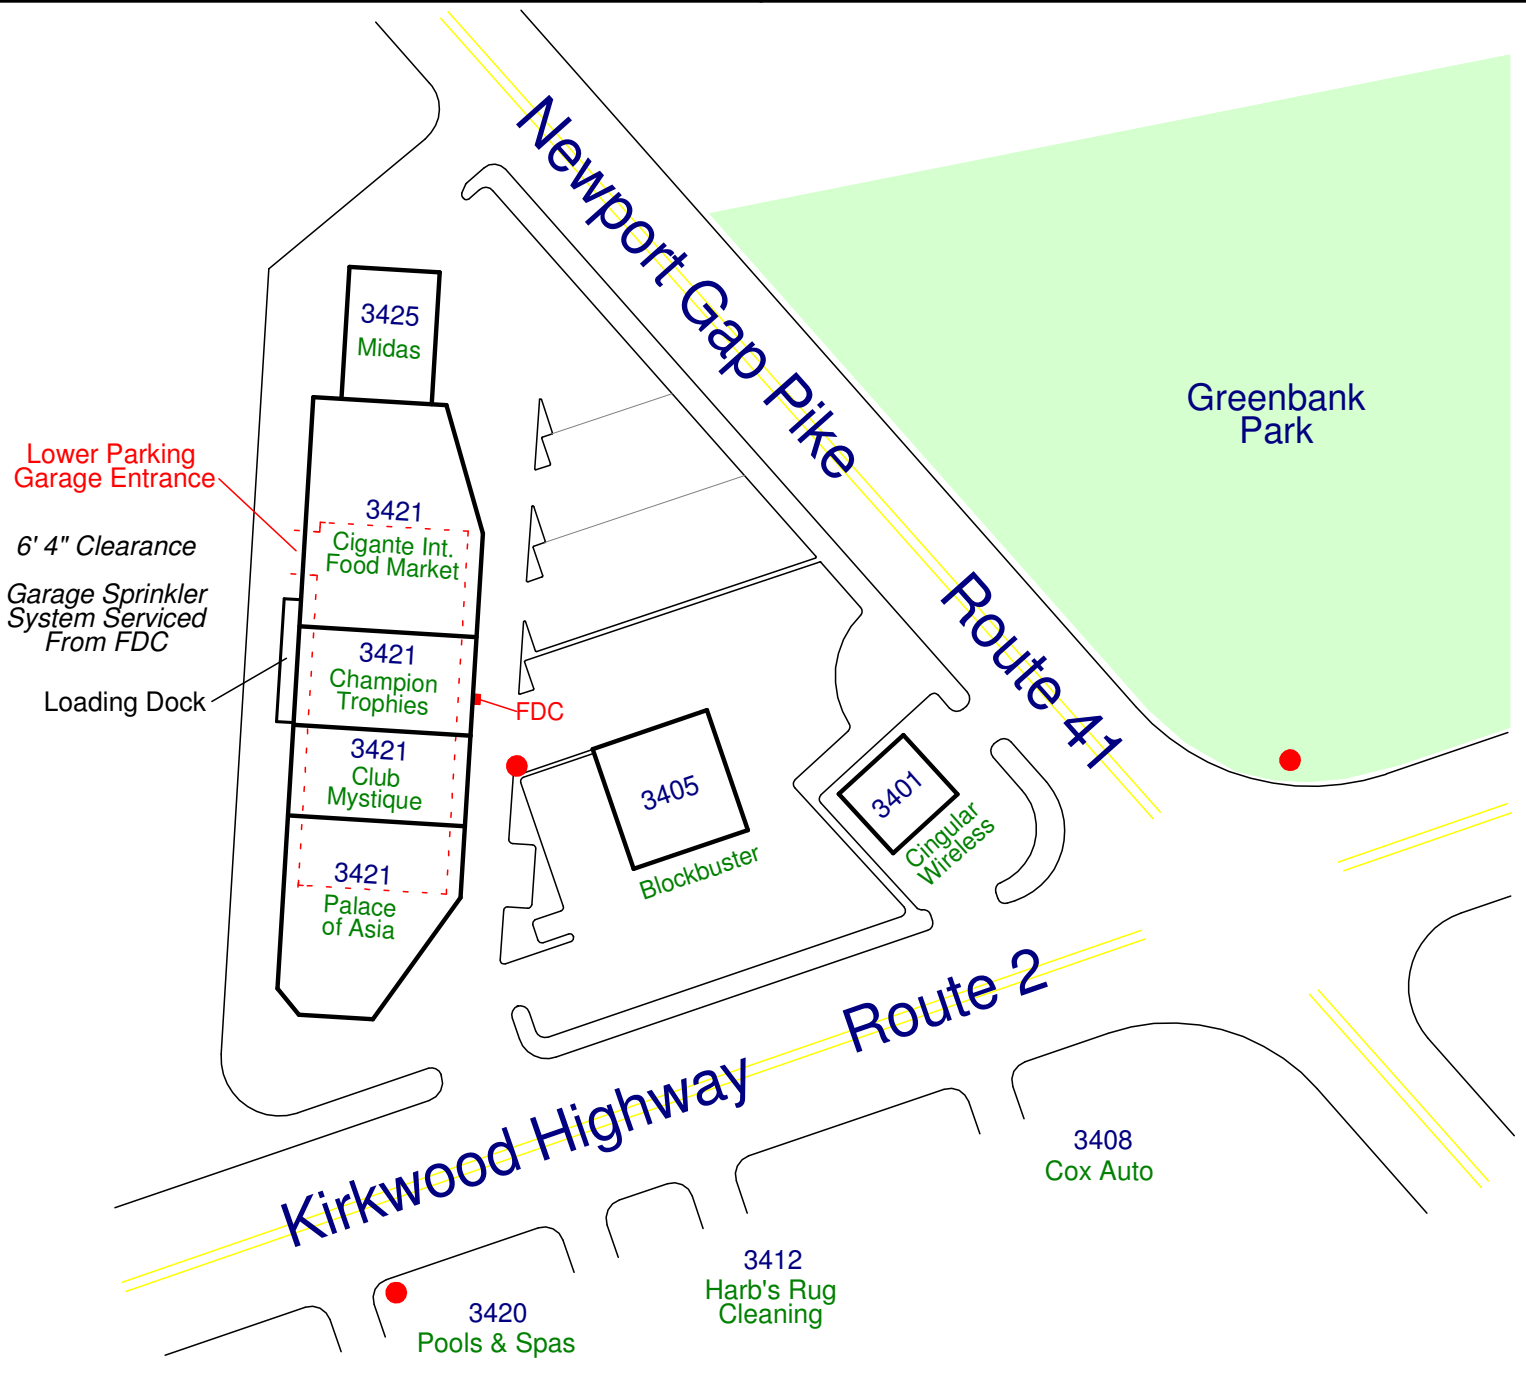 Newport Gap Pike
Route 41
Greenbank
Park
3425
Midas
Lower Parking
Garage Entrance
6' 4" Clearance
Garage Sprinkler
System Serviced
From FDC
Loading Dock
3421
Cigante Int.
Food Market
3421
Champion
Trophies
FDC
3421
Club
Mystique
3421
Palace
of Asia
3405
Blockbuster
3401
Cingular
Wireless
Kirkwood Highway
Route 2
3408
Cox Auto
3412
Harb's Rug
Cleaning
3420
Pools & Spas